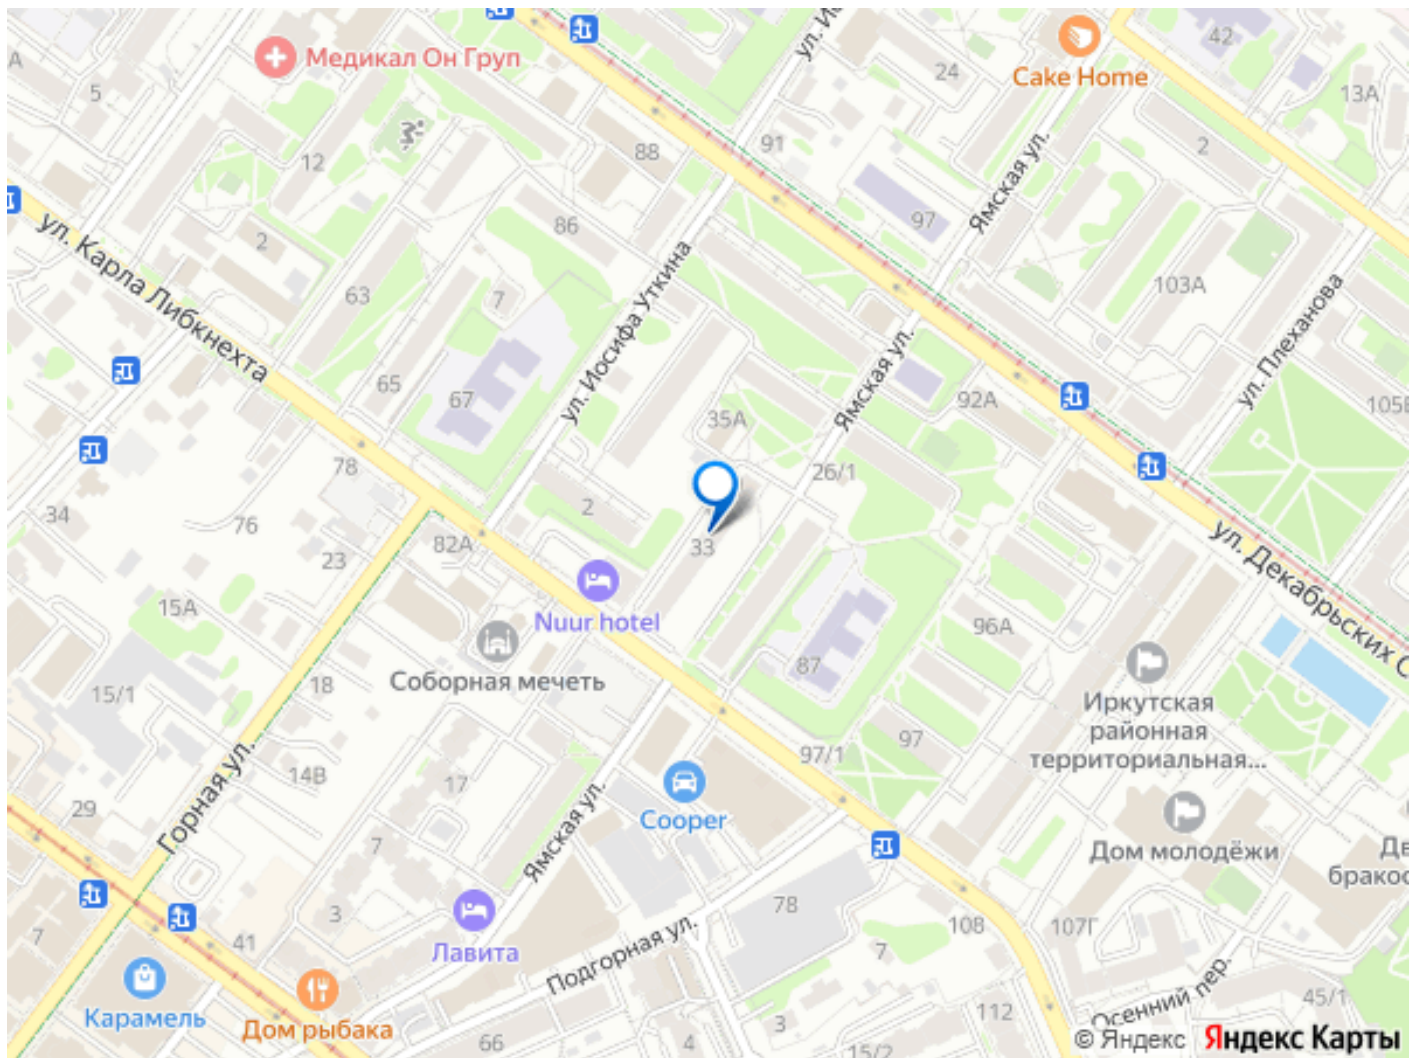 ул. Ио
42
Медикал Он Груп
Cake Home
24
13А
А
5
88
91
2
12
Ямская ул.
97
86
2
ул. Карла Либкнехта
ул. Иосифа Уткина
63
7
103А
ул. Плеханова
65
67
Ямская ул.
92А
105Б
35А
78
26/1
34
76
2
82А
33
ул. Декабрьских С
23
15А
Nuur hotel
96А
Соборная мечеть
87
18
15/1
Иркутская
районная
территориальная...
97
97/1
14В
17
Горная ул.
29
Cooper
Ямская ул.
7
Дом молодёжи
Дв
бракос
3
78
7
41
Лавита
Подгорная ул.
108
107Г
7
Осенний пер.
45/1
Карамель
Дом рыбака
66
4
3
15/2
112
© Яндекс Яндекс Карты